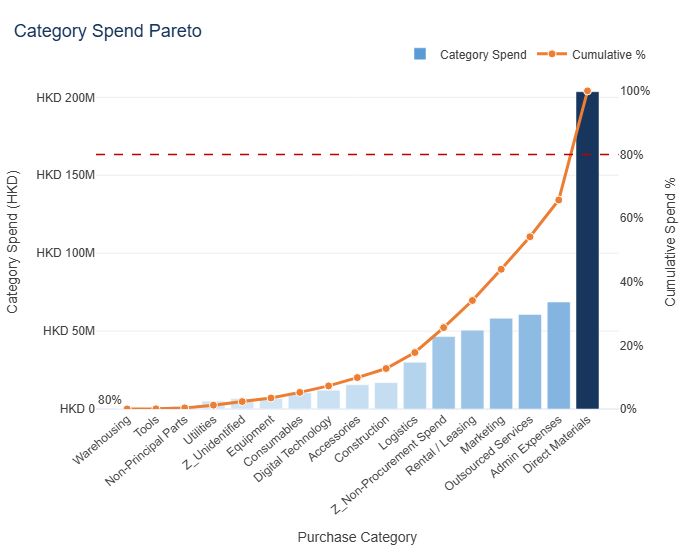 Category Spend Pareto
Category Spend
Cumulative %
HKD 200M
HKD 150M
HKD 100M
HKD 50M
HKD 0
100%
80%
60%
40%
20%
0%
80%
Category Spend (HKD)
Cumulative Spend %
Warehousing
Tools
Non-Principal Parts
Utilities
Z_Unidentified
Equipment
Consumables
Digital Technology
Accessories
Construction
Logistics
Z_Non-Procurement Spend
Rental / Leasing
Marketing
Outsourced Services
Admin Expenses
Direct Materials
Purchase Category